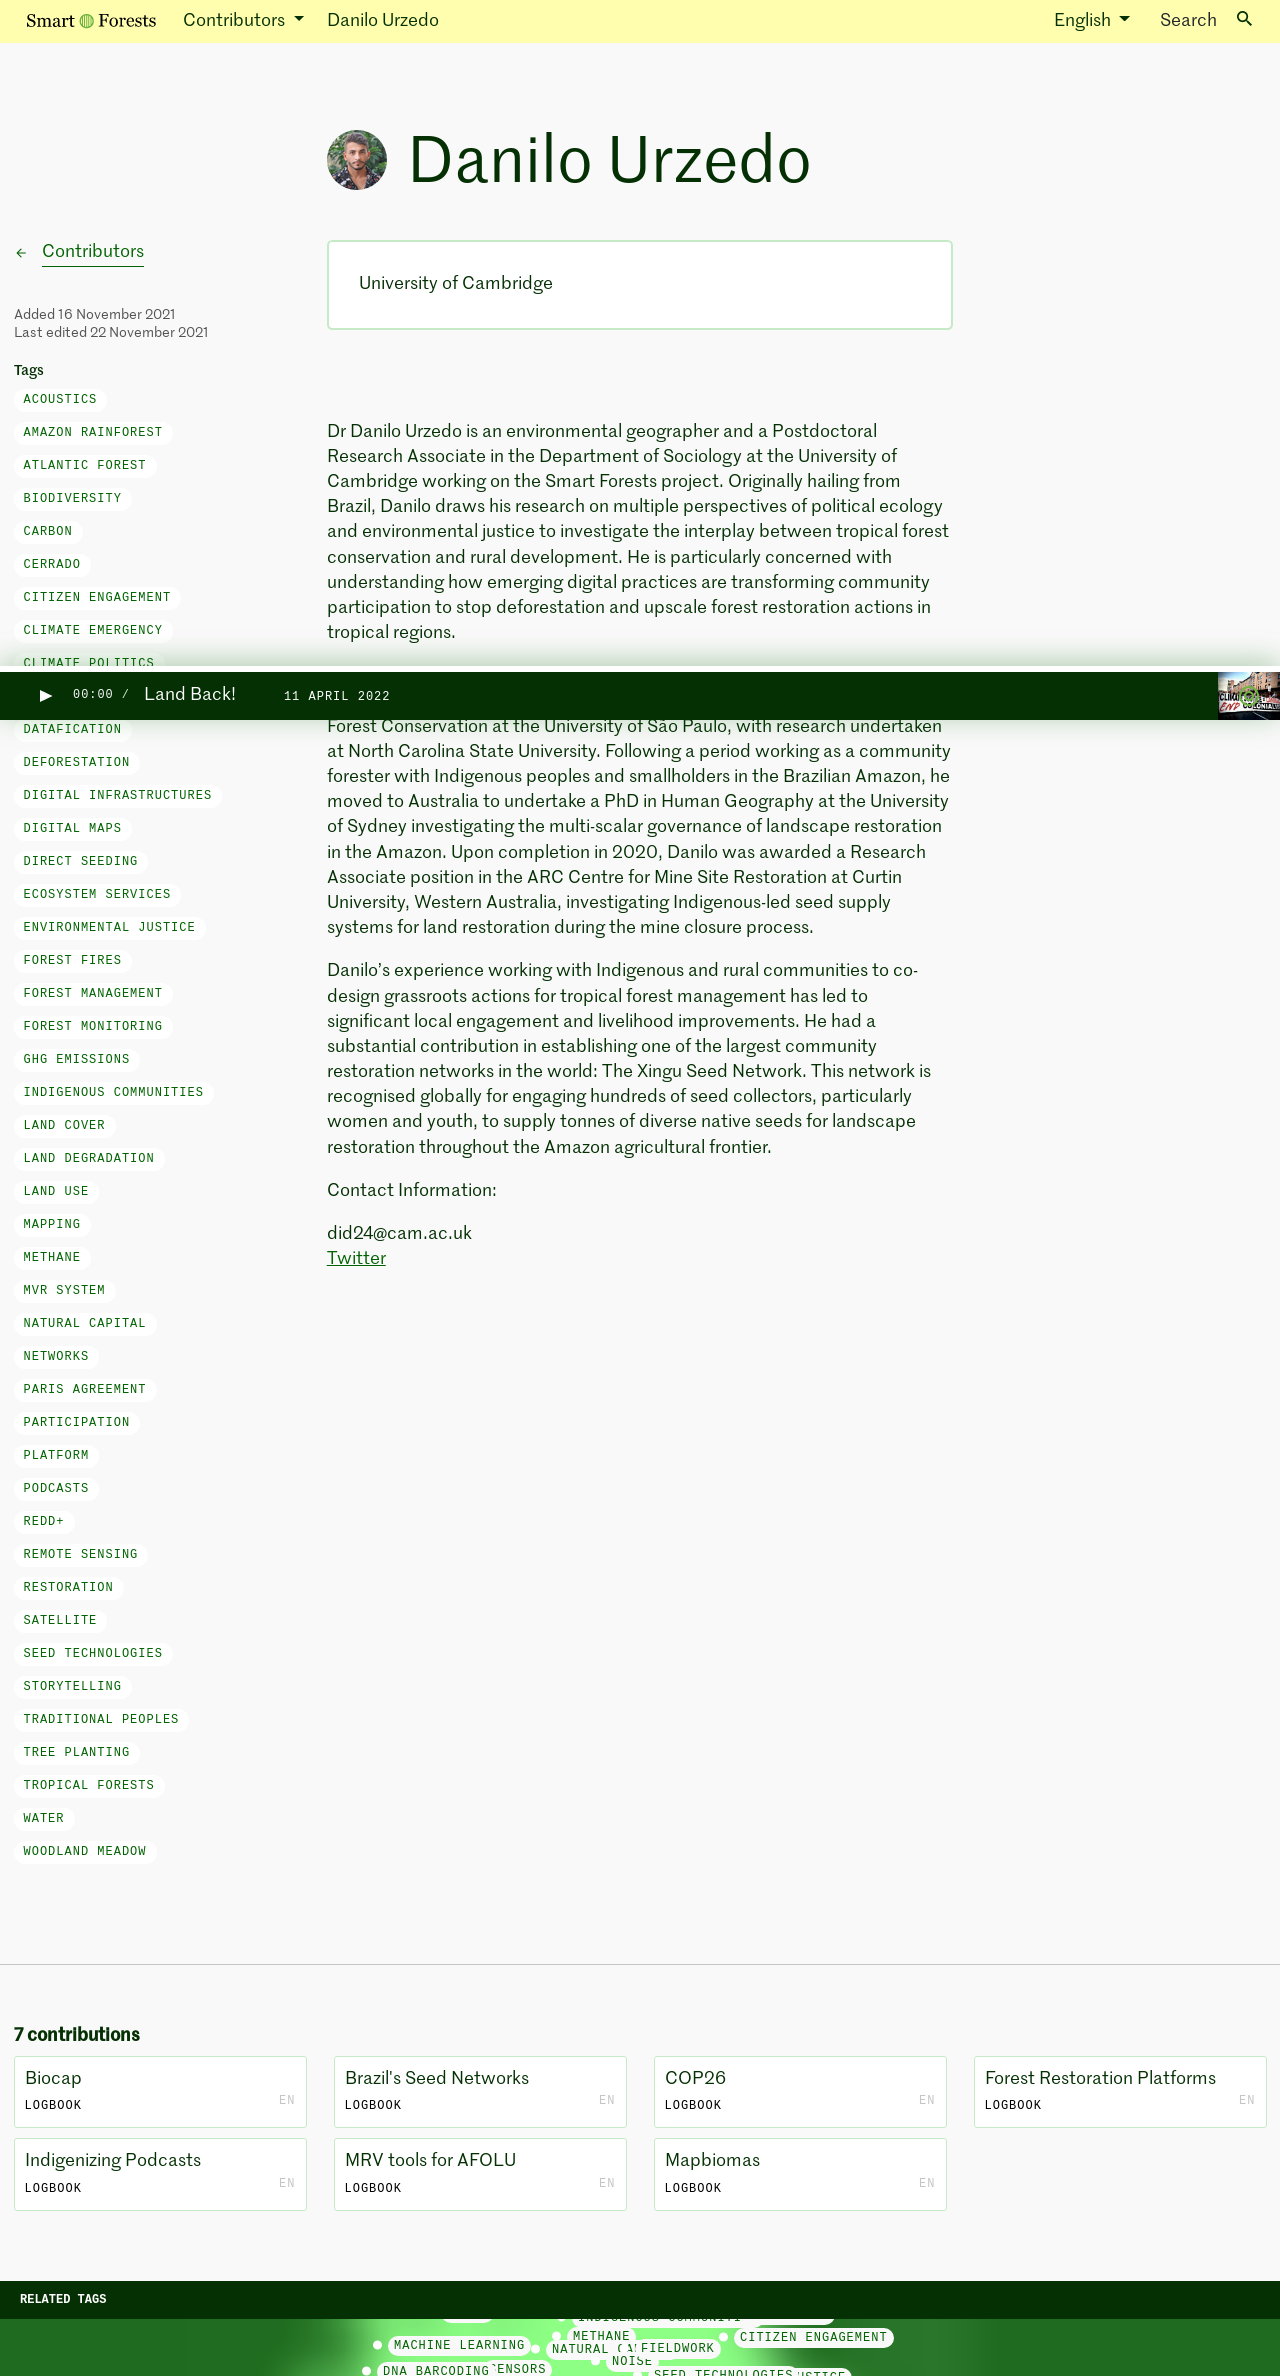 Smart Forests
Contributors
Danilo Urzedo
English
Search
Danilo Urzedo
Contributors
Added 16 November 2021
Last edited 22 November 2021
Tags
ACOUSTICS
AMAZON RAINFOREST
ATLANTIC FOREST
BIODIVERSITY
CARBON
CERRADO
CITIZEN ENGAGEMENT
CLIMATE EMERGENCY
CLIMATE POLITICS
DATAFICATION
DEFORESTATION
DIGITAL INFRASTRUCTURES
DIGITAL MAPS
DIRECT SEEDING
ECOSYSTEM SERVICES
ENVIRONMENTAL JUSTICE
FOREST FIRES
FOREST MANAGEMENT
FOREST MONITORING
GHG EMISSIONS
INDIGENOUS COMMUNITIES
LAND COVER
LAND DEGRADATION
LAND USE
MAPPING
METHANE
MVR SYSTEM
NATURAL CAPITAL
NETWORKS
PARIS AGREEMENT
PARTICIPATION
PLATFORM
PODCASTS
REDD+
REMOTE SENSING
RESTORATION
SATELLITE
SEED TECHNOLOGIES
STORYTELLING
TRADITIONAL PEOPLES
TREE PLANTING
TROPICAL FORESTS
WATER
WOODLAND MEADOW
University of Cambridge
Dr Danilo Urzedo is an environmental geographer and a Postdoctoral
Research Associate in the Department of Sociology at the University of
Cambridge working on the Smart Forests project. Originally hailing from
Brazil, Danilo draws his research on multiple perspectives of political ecology
and environmental justice to investigate the interplay between tropical forest
conservation and rural development. He is particularly concerned with
understanding how emerging digital practices are transforming community
participation to stop deforestation and upscale forest restoration actions in
tropical regions.
00:00 / Land Back! 11 APRIL 2022
Forest Conservation at the University of São Paulo, with research undertaken
at North Carolina State University. Following a period working as a community
forester with Indigenous peoples and smallholders in the Brazilian Amazon, he
moved to Australia to undertake a PhD in Human Geography at the University
of Sydney investigating the multi-scalar governance of landscape restoration
in the Amazon. Upon completion in 2020, Danilo was awarded a Research
Associate position in the ARC Centre for Mine Site Restoration at Curtin
University, Western Australia, investigating Indigenous-led seed supply
systems for land restoration during the mine closure process.
Danilo’s experience working with Indigenous and rural communities to co-
design grassroots actions for tropical forest management has led to
significant local engagement and livelihood improvements. He had a
substantial contribution in establishing one of the largest community
restoration networks in the world: The Xingu Seed Network. This network is
recognised globally for engaging hundreds of seed collectors, particularly
women and youth, to supply tonnes of diverse native seeds for landscape
restoration throughout the Amazon agricultural frontier.
Contact Information:
did24@cam.ac.uk
Twitter
7 contributions
Biocap
LOGBOOK EN
Brazil's Seed Networks
LOGBOOK EN
COP26
LOGBOOK EN
Forest Restoration Platforms
LOGBOOK EN
Indigenizing Podcasts
LOGBOOK EN
MRV tools for AFOLU
LOGBOOK EN
Mapbiomas
LOGBOOK EN
RELATED TAGS
METHANE
CITIZEN ENGAGEMENT
MACHINE LEARNING
NATURAL
FIELDWORK
NOISE
DNA BARCODING
SEED TECHNOLOGIES